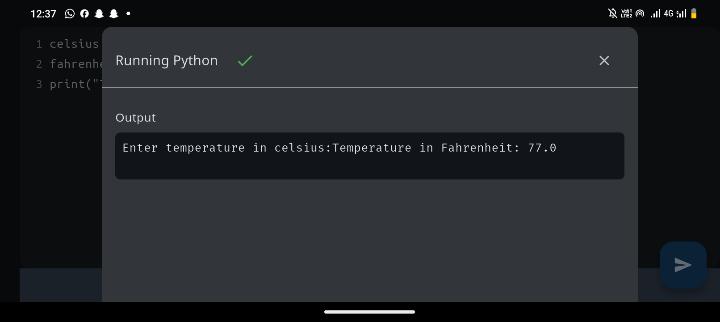 12:37
4G
Running Python
1 celsius
2 fahrenhe
3 print("
Output
Enter temperature in celsius:Temperature in Fahrenheit: 77.0